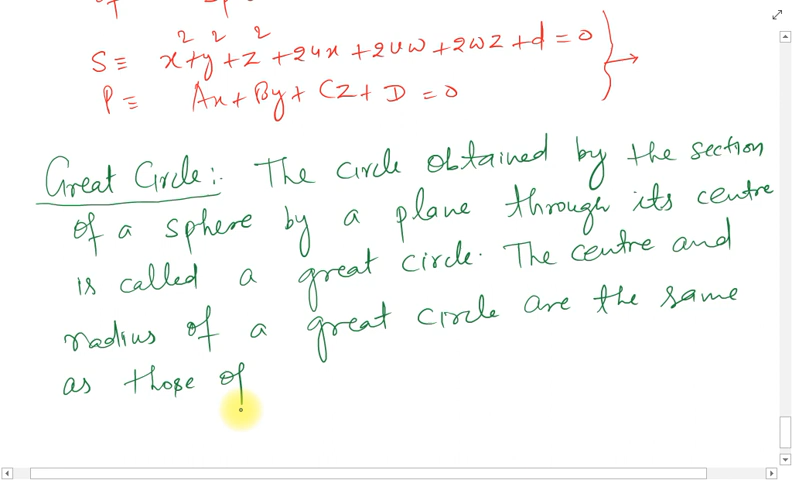 S ≡ x² + y² + z² + 2ux + 2vw + 2wz + d = 0
P ≡ Ax + By + Cz + D = 0
Great Circle:- The circle obtained by the section
of a sphere by a plane through its centre
is called a great circle. The centre and
radius of a great circle are the same
as those of